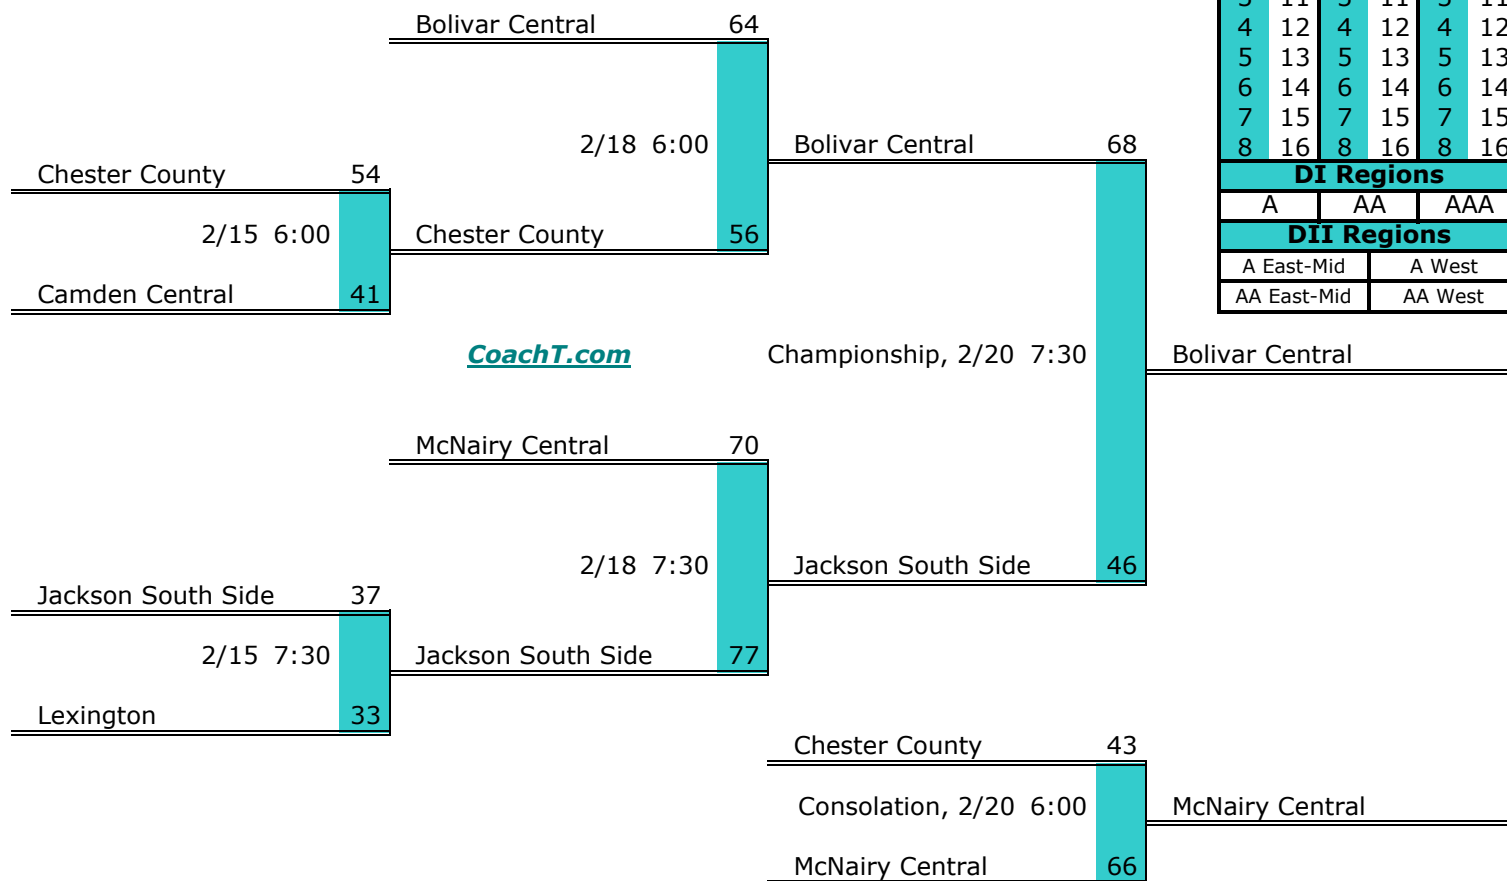 Bolivar Central 64
3 11 3 11 3 11
4 12 4 12 4 12
5 13 5 13 5 13
6 14 6 14 6 14
7 15 7 15 7 15
2/18 6:00 Bolivar Central 68
8 16 8 16 8 16
Chester County 54
DI Regions
A AA AAA
2/15 6:00 Chester County 56
DII Regions
A East-Mid A West
Camden Central 41
AA East-Mid AA West
CoachT.com Championship, 2/20 7:30 Bolivar Central
McNairy Central 70
2/18 7:30 Jackson South Side 46
Jackson South Side 37
2/15 7:30 Jackson South Side 77
Lexington 33
Chester County 43
Consolation, 2/20 6:00 McNairy Central
McNairy Central 66